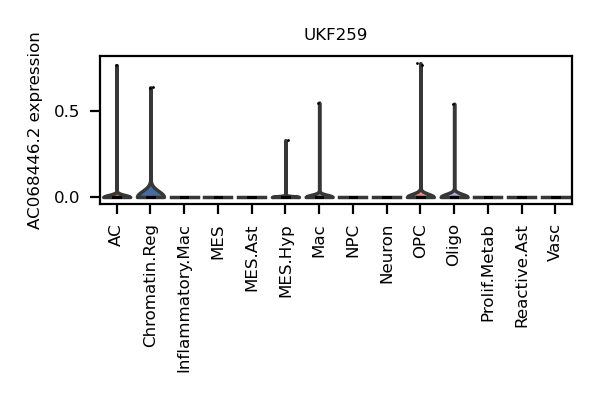 UKF259
AC068446.2 expression
0.5
0.0
AC
Chromatin.Reg
Inflammatory.Mac
MES
MES.Ast
MES.Hyp
Mac
NPC
Neuron
OPC
Oligo
Prolif.Metab
Reactive.Ast
Vasc